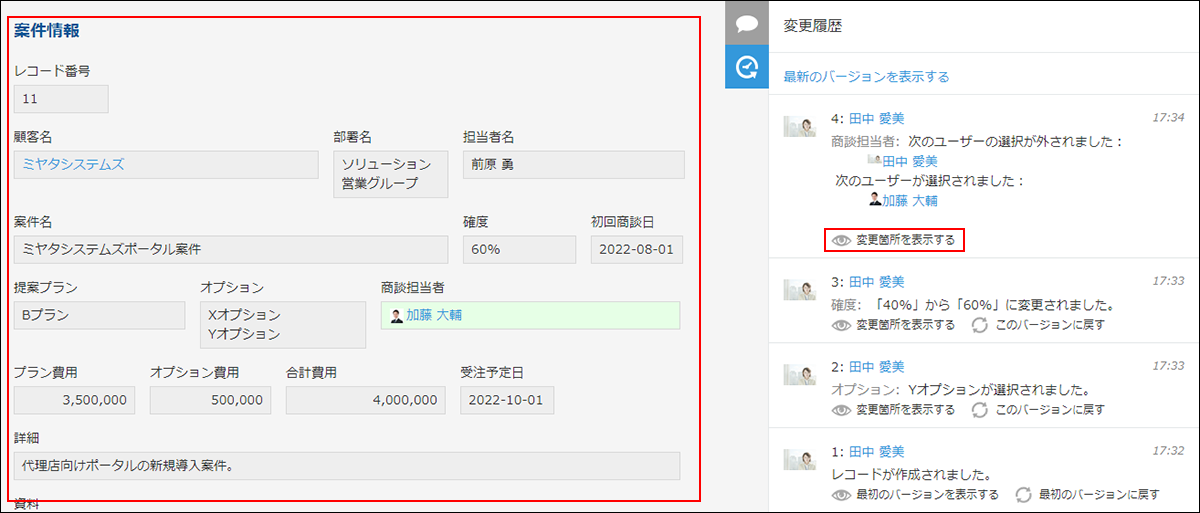 案件情報
レコード番号
11
顧客名 部署名 担当者名
ミヤタシステムズ ソリューション 前原 勇
営業グループ
案件名 確度 初回商談日
ミヤタシステムズポータル案件 60% 2022-08-01
提案プラン オプション 商談担当者
Bプラン Xオプション 加藤 大輔
Yオプション
プラン費用 オプション費用 合計費用 受注予定日
3,500,000 500,000 4,000,000 2022-10-01
詳細
代理店向けポータルの新規導入案件。
資料
変更履歴
最新のバージョンを表示する
4: 田中 愛美 17:34
商談担当者: 次のユーザーの選択が外されました:
田中 愛美
次のユーザーが選択されました:
加藤 大輔
変更箇所を表示する
3: 田中 愛美 17:33
確度: 「40%」から「60%」に変更されました。
変更箇所を表示する このバージョンに戻す
2: 田中 愛美 17:33
オプション: Yオプションが選択されました。
変更箇所を表示する このバージョンに戻す
1: 田中 愛美 17:32
レコードが作成されました。
最初のバージョンを表示する 最初のバージョンに戻す